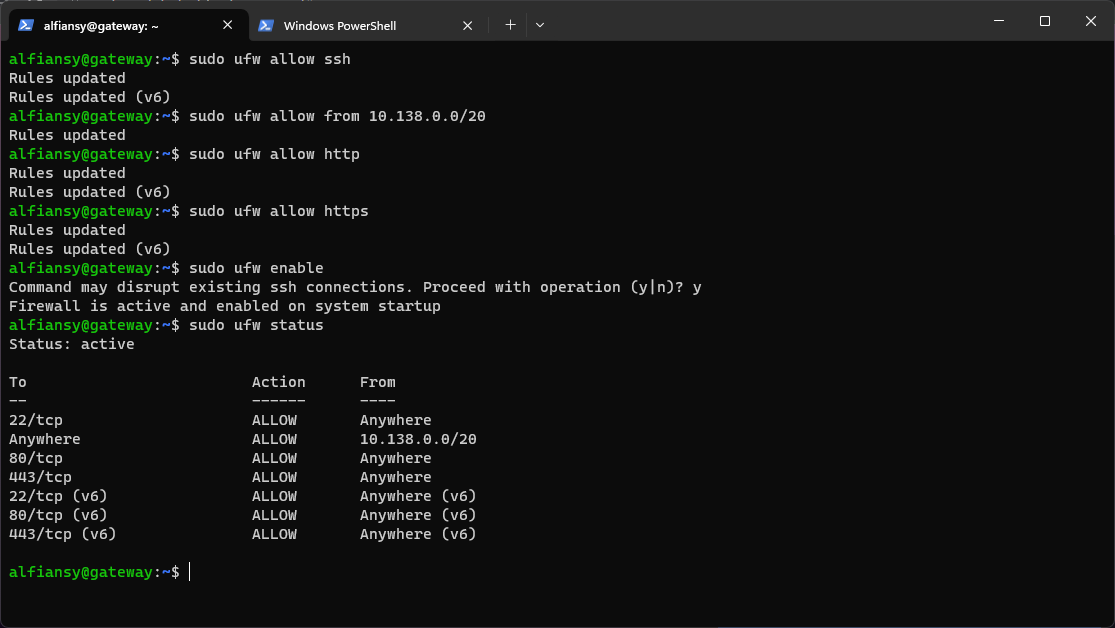 alfiansy@gateway: ~
Windows PowerShell
alfiansy@gateway:~$ sudo ufw allow ssh
Rules updated
Rules updated (v6)
alfiansy@gateway:~$ sudo ufw allow from 10.138.0.0/20
Rules updated
alfiansy@gateway:~$ sudo ufw allow http
Rules updated
Rules updated (v6)
alfiansy@gateway:~$ sudo ufw allow https
Rules updated
Rules updated (v6)
alfiansy@gateway:~$ sudo ufw enable
Command may disrupt existing ssh connections. Proceed with operation (y|n)? y
Firewall is active and enabled on system startup
alfiansy@gateway:~$ sudo ufw status
Status: active
To Action From
-- ------ ----
22/tcp ALLOW Anywhere
Anywhere ALLOW 10.138.0.0/20
80/tcp ALLOW Anywhere
443/tcp ALLOW Anywhere
22/tcp (v6) ALLOW Anywhere (v6)
80/tcp (v6) ALLOW Anywhere (v6)
443/tcp (v6) ALLOW Anywhere (v6)
alfiansy@gateway:~$